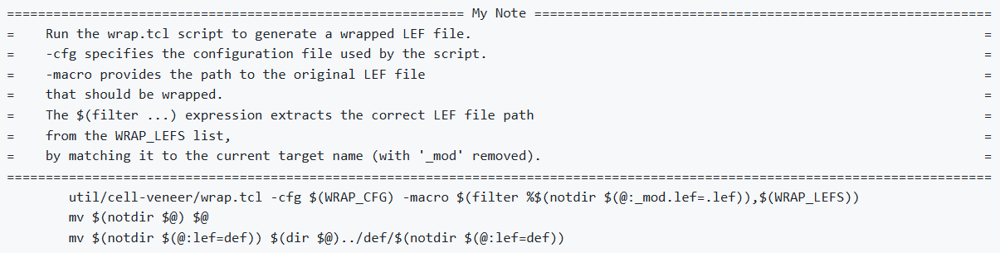 =========================================================== My Note ===========================================================
=    Run the wrap.tcl script to generate a wrapped LEF file.    =
=    -cfg specifies the configuration file used by the script.    =
=    -macro provides the path to the original LEF file    =
=    that should be wrapped.    =
=    The $(filter ...) expression extracts the correct LEF file path    =
=    from the WRAP_LEFS list,    =
=    by matching it to the current target name (with '_mod' removed).    =
===============================================================================================================================
util/cell-veneer/wrap.tcl -cfg $(WRAP_CFG) -macro $(filter %$(notdir $(@:_mod.lef=.lef)),$(WRAP_LEFS))
mv $(notdir $@) $@
mv $(notdir $(@:lef=def)) $(dir $@)../def/$(notdir $(@:lef=def))